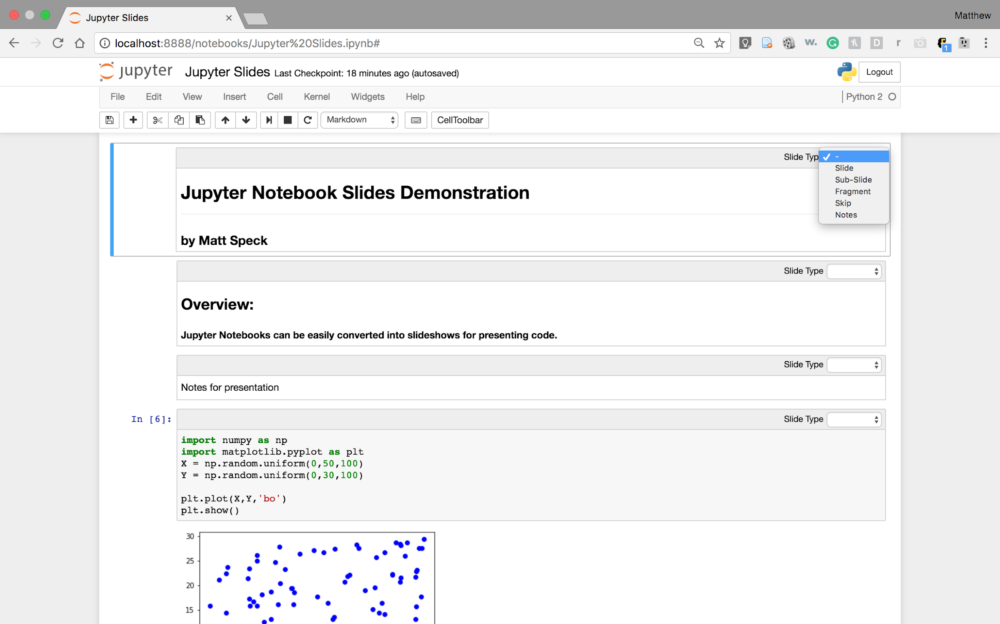 Jupyter Slides
Matthew
localhost:8888/notebooks/Jupyter%20Slides.ipynb#
w.
G
h
D
r
1
jupyter Jupyter Slides Last Checkpoint: 18 minutes ago (autosaved)
Logout
File Edit View Insert Cell Kernel Widgets Help
Python 2
Markdown
CellToolbar
Slide Typ
-
Slide
Sub-Slide
Fragment
Skip
Notes
Jupyter Notebook Slides Demonstration
by Matt Speck
Slide Type
Overview:
Jupyter Notebooks can be easily converted into slideshows for presenting code.
Slide Type
Notes for presentation
In [6]:
Slide Type
import numpy as np
import matplotlib.pyplot as plt
X = np.random.uniform(0,50,100)
Y = np.random.uniform(0,30,100)
plt.plot(X,Y,'bo')
plt.show()
30
25
20
15